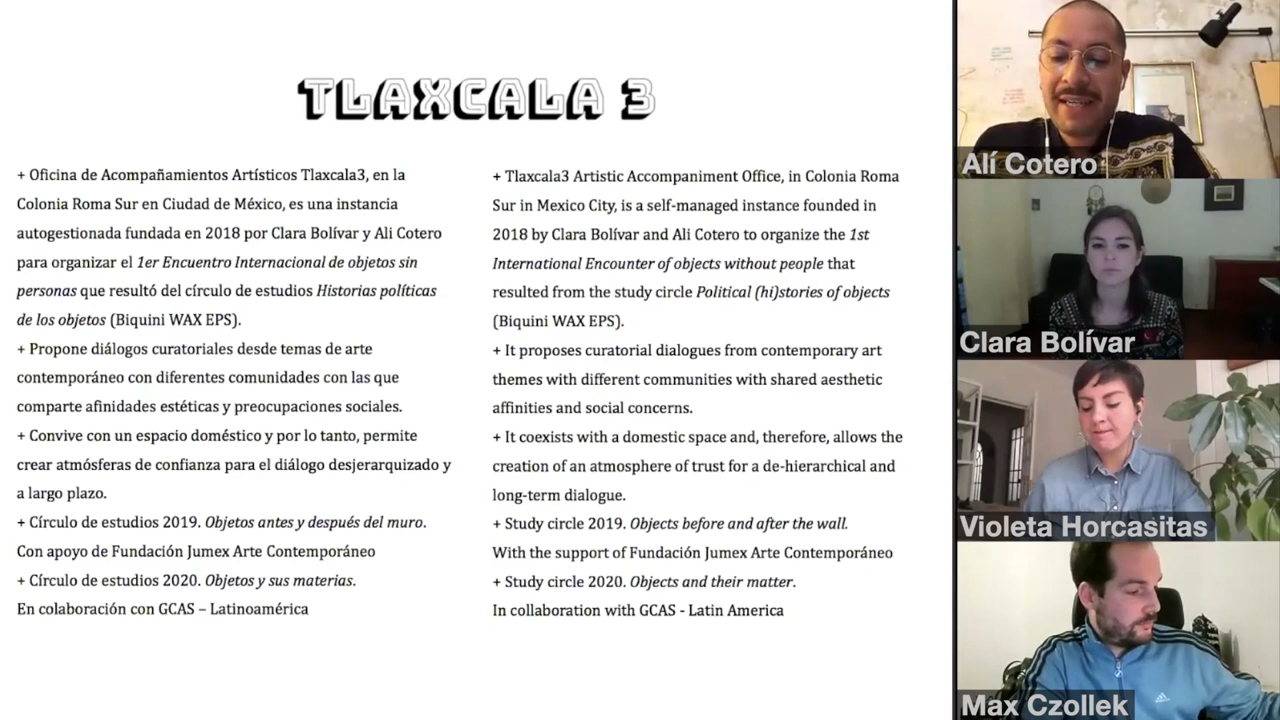 TLAXCALA 3
+ Oficina de Acompañamientos Artísticos Tlaxcala3, en la
Colonia Roma Sur en Ciudad de México, es una instancia
autogestionada fundada en 2018 por Clara Bolívar y Ali Cotero
para organizar el 1er Encuentro Internacional de objetos sin
personas que resultó del círculo de estudios Historias políticas
de los objetos (Biquini WAX EPS).
+ Propone diálogos curatoriales desde temas de arte
contemporáneo con diferentes comunidades con las que
comparte afinidades estéticas y preocupaciones sociales.
+ Convive con un espacio doméstico y por lo tanto, permite
crear atmósferas de confianza para el diálogo desjerarquizado y
a largo plazo.
+ Círculo de estudios 2019. Objetos antes y después del muro.
Con apoyo de Fundación Jumex Arte Contemporáneo
+ Círculo de estudios 2020. Objetos y sus materias.
En colaboración con GCAS – Latinoamérica
+ Tlaxcala3 Artistic Accompaniment Office, in Colonia Roma
Sur in Mexico City, is a self-managed instance founded in
2018 by Clara Bolívar and Ali Cotero to organize the 1st
International Encounter of objects without people that
resulted from the study circle Political (hi)stories of objects
(Biquini WAX EPS).
+ It proposes curatorial dialogues from contemporary art
themes with different communities with shared aesthetic
affinities and social concerns.
+ It coexists with a domestic space and, therefore, allows the
creation of an atmosphere of trust for a de-hierarchical and
long-term dialogue.
+ Study circle 2019. Objects before and after the wall.
With the support of Fundación Jumex Arte Contemporáneo
+ Study circle 2020. Objects and their matter.
In collaboration with GCAS - Latin America
Alí Cotero
Clara Bolívar
Violeta Horcasitas
Max Czollek